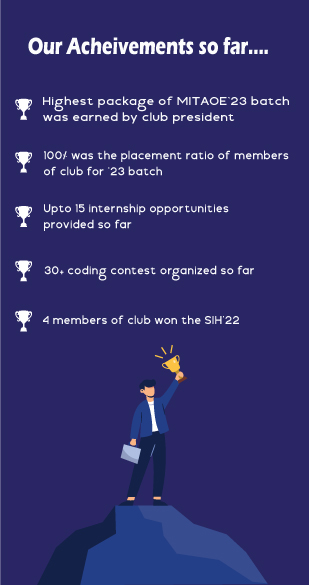 Our Acheivements so far....
Highest package of MITAOE'23 batch
was earned by club president
100/. was the placement ratio of members
of club for '23 batch
Upto 15 internship opportunities
provided so far
30+ coding contest organized so far
4 members of club won the SIH'22